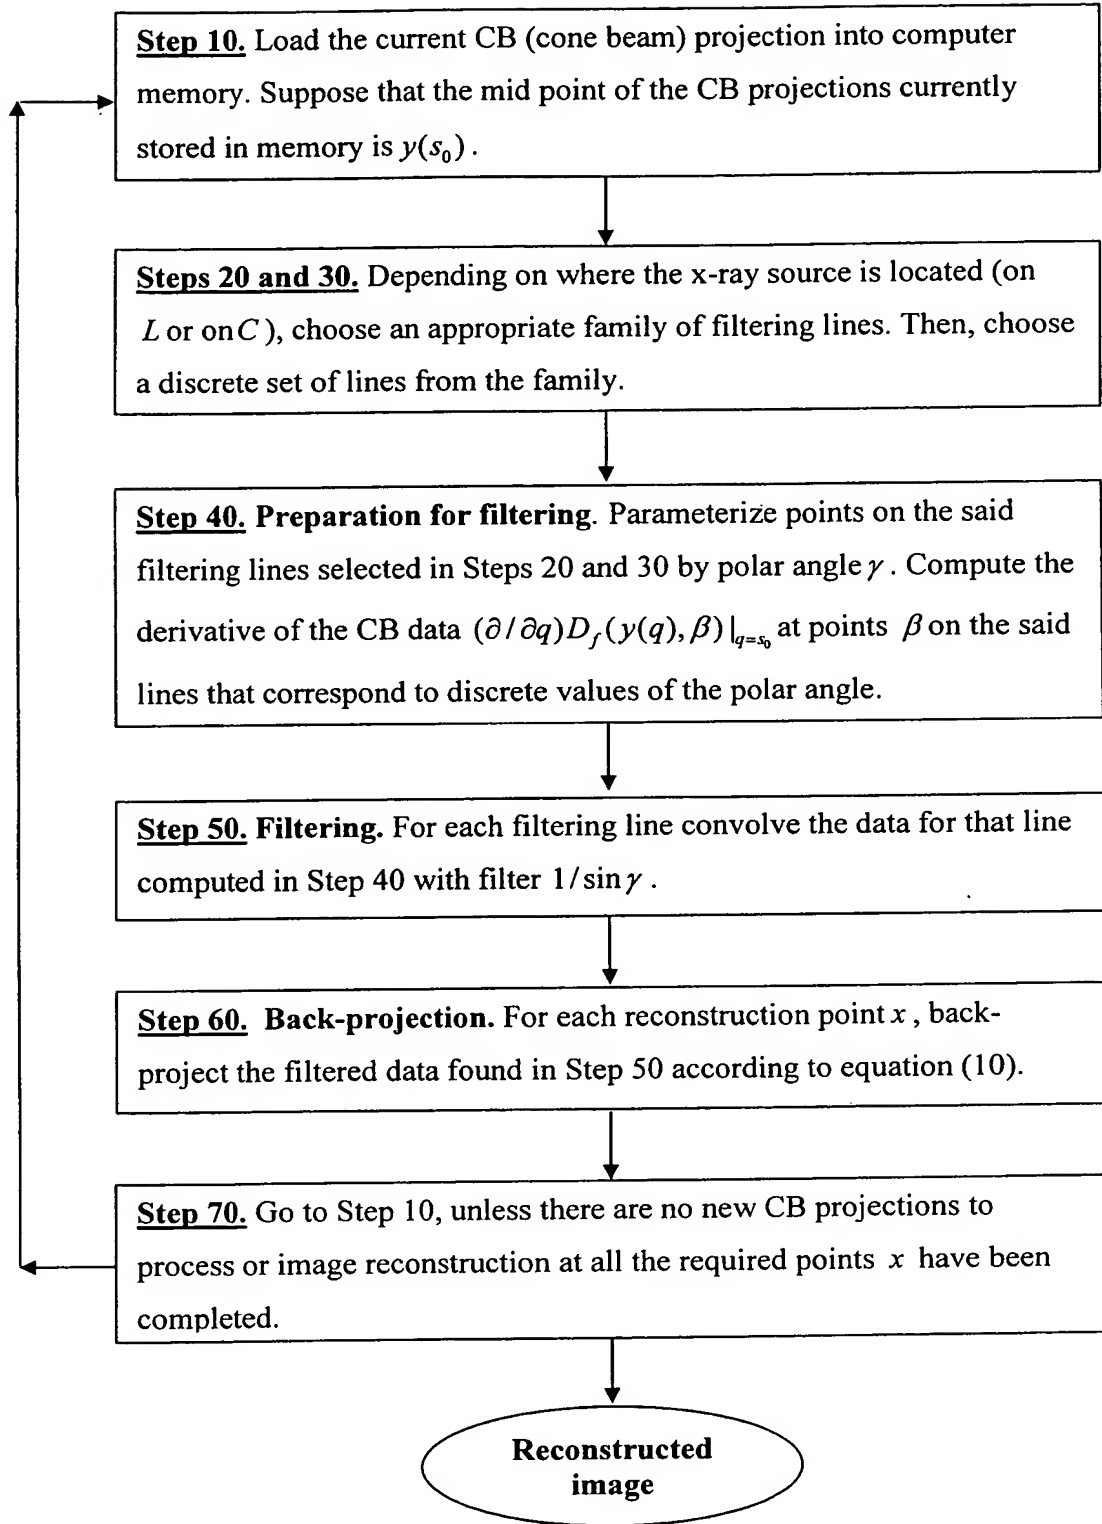 Step 10. Load the current CB (cone beam) projection into computer
memory. Suppose that the mid point of the CB projections currently
stored in memory is y(s₀).
Steps 20 and 30. Depending on where the x-ray source is located (on
L or on C), choose an appropriate family of filtering lines. Then, choose
a discrete set of lines from the family.
Step 40. Preparation for filtering. Parameterize points on the said
filtering lines selected in Steps 20 and 30 by polar angle γ. Compute the
derivative of the CB data (∂/∂q)D_f(y(q), β)|_{q=s₀} at points β on the said
lines that correspond to discrete values of the polar angle.
Step 50. Filtering. For each filtering line convolve the data for that line
computed in Step 40 with filter 1/sin γ.
Step 60. Back-projection. For each reconstruction point x, back-
project the filtered data found in Step 50 according to equation (10).
Step 70. Go to Step 10, unless there are no new CB projections to
process or image reconstruction at all the required points x have been
completed.
Reconstructed
image